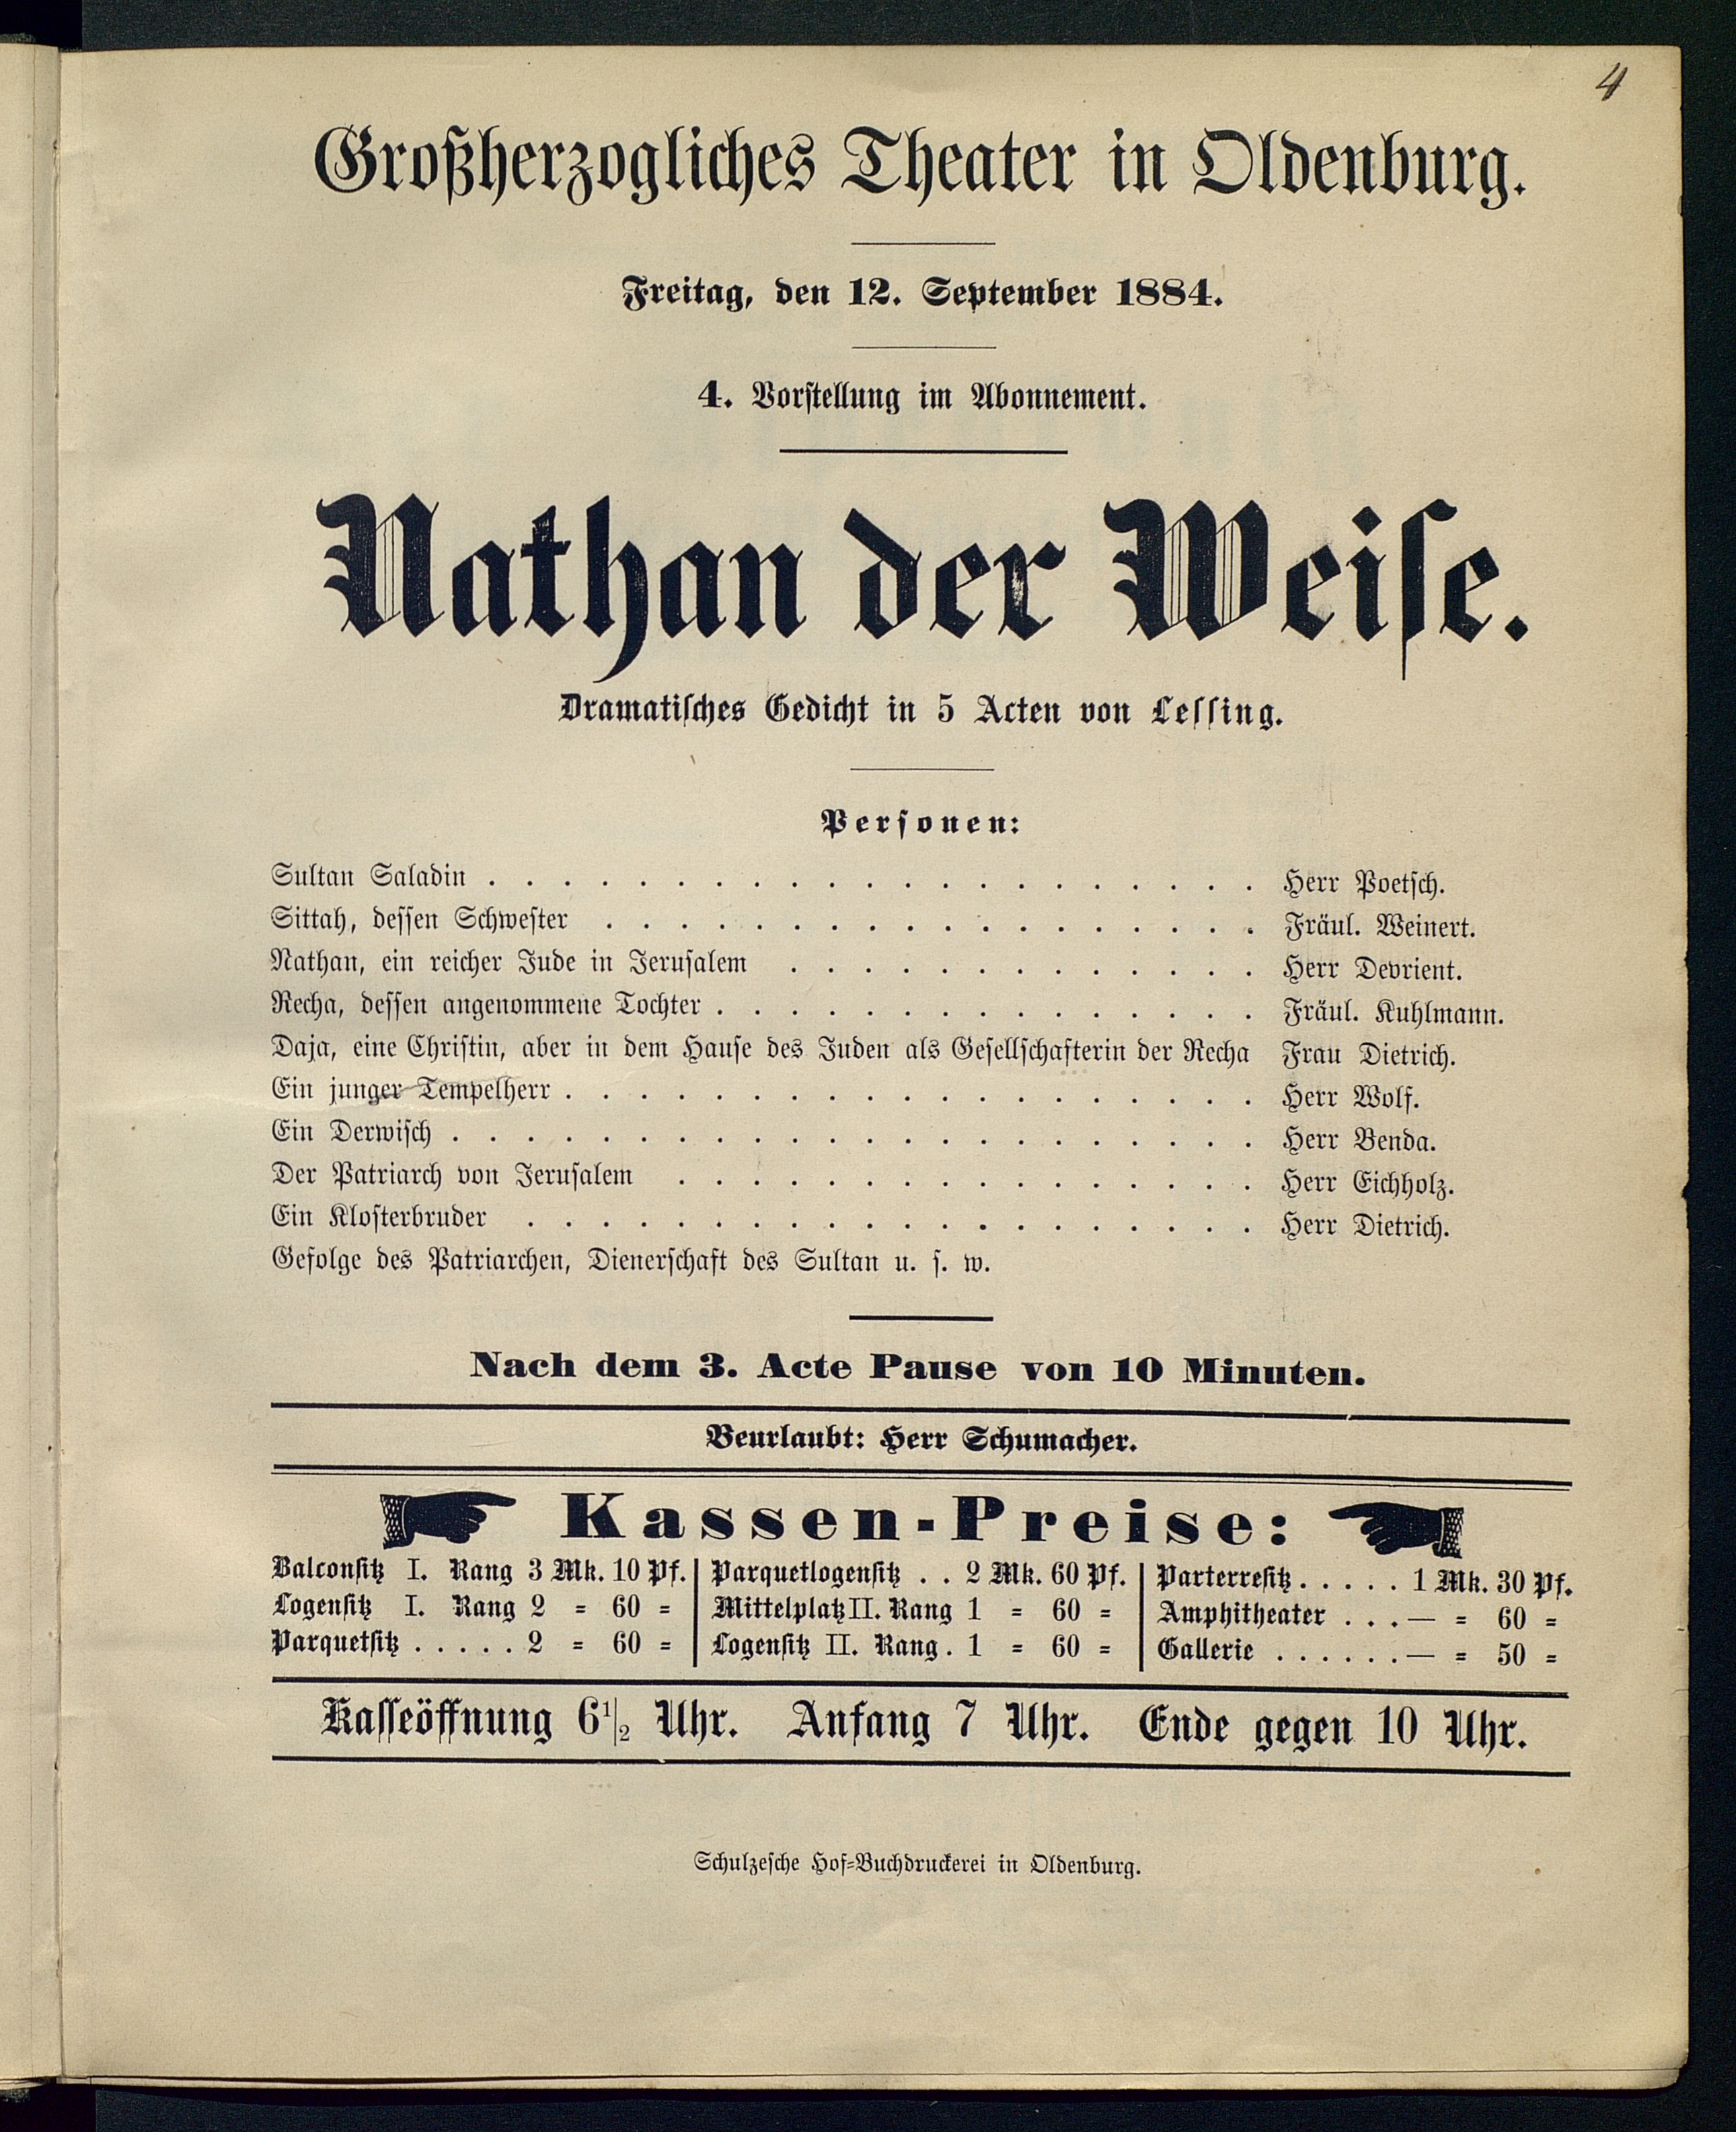 4
Großherzogliches Theater in Oldenburg.
Freitag, den 12. September 1884.
4. Vorstellung im Abonnement.
Nathan der Weise.
Dramatisches Gedicht in 5 Acten von Lessing.
Personen:
Sultan Saladin . . . . . . . . . . . . . . . . . . . . . Herr Poetsch.
Sittah, dessen Schwester . . . . . . . . . . . . . . . . . . Fräul. Weinert.
Nathan, ein reicher Jude in Jerusalem . . . . . . . . . . . . . Herr Devrient.
Recha, dessen angenommene Tochter . . . . . . . . . . . . . . . Fräul. Kuhlmann.
Daja, eine Christin, aber in dem Hause des Juden als Gesellschafterin der Recha Frau Dietrich.
Ein junger Tempelherr . . . . . . . . . . . . . . . . . . . Herr Wolf.
Ein Derwisch . . . . . . . . . . . . . . . . . . . . . . Herr Benda.
Der Patriarch von Jerusalem . . . . . . . . . . . . . . . . Herr Eichholz.
Ein Klosterbruder . . . . . . . . . . . . . . . . . . . . Herr Dietrich.
Gefolge des Patriarchen, Dienerschaft des Sultan u. s. w.
Nach dem 3. Acte Pause von 10 Minuten.
Beurlaubt: Herr Schumacher.
Kassen-Preise:
Balconsitz I. Rang 3 Mk. 10 Pf. | Parquetlogensitz . . 2 Mk. 60 Pf. | Parterresitz . . . . . 1 Mk. 30 Pf.
Logensitz I. Rang 2 = 60 = | Mittelplatz II. Rang 1 = 60 = | Amphitheater . . . — = 60 =
Parquetsitz . . . . . 2 = 60 = | Logensitz II. Rang . 1 = 60 = | Gallerie . . . . . . — = 50 =
Kasseöffnung 6½ Uhr. Anfang 7 Uhr. Ende gegen 10 Uhr.
Schulzesche Hof=Buchdruckerei in Oldenburg.